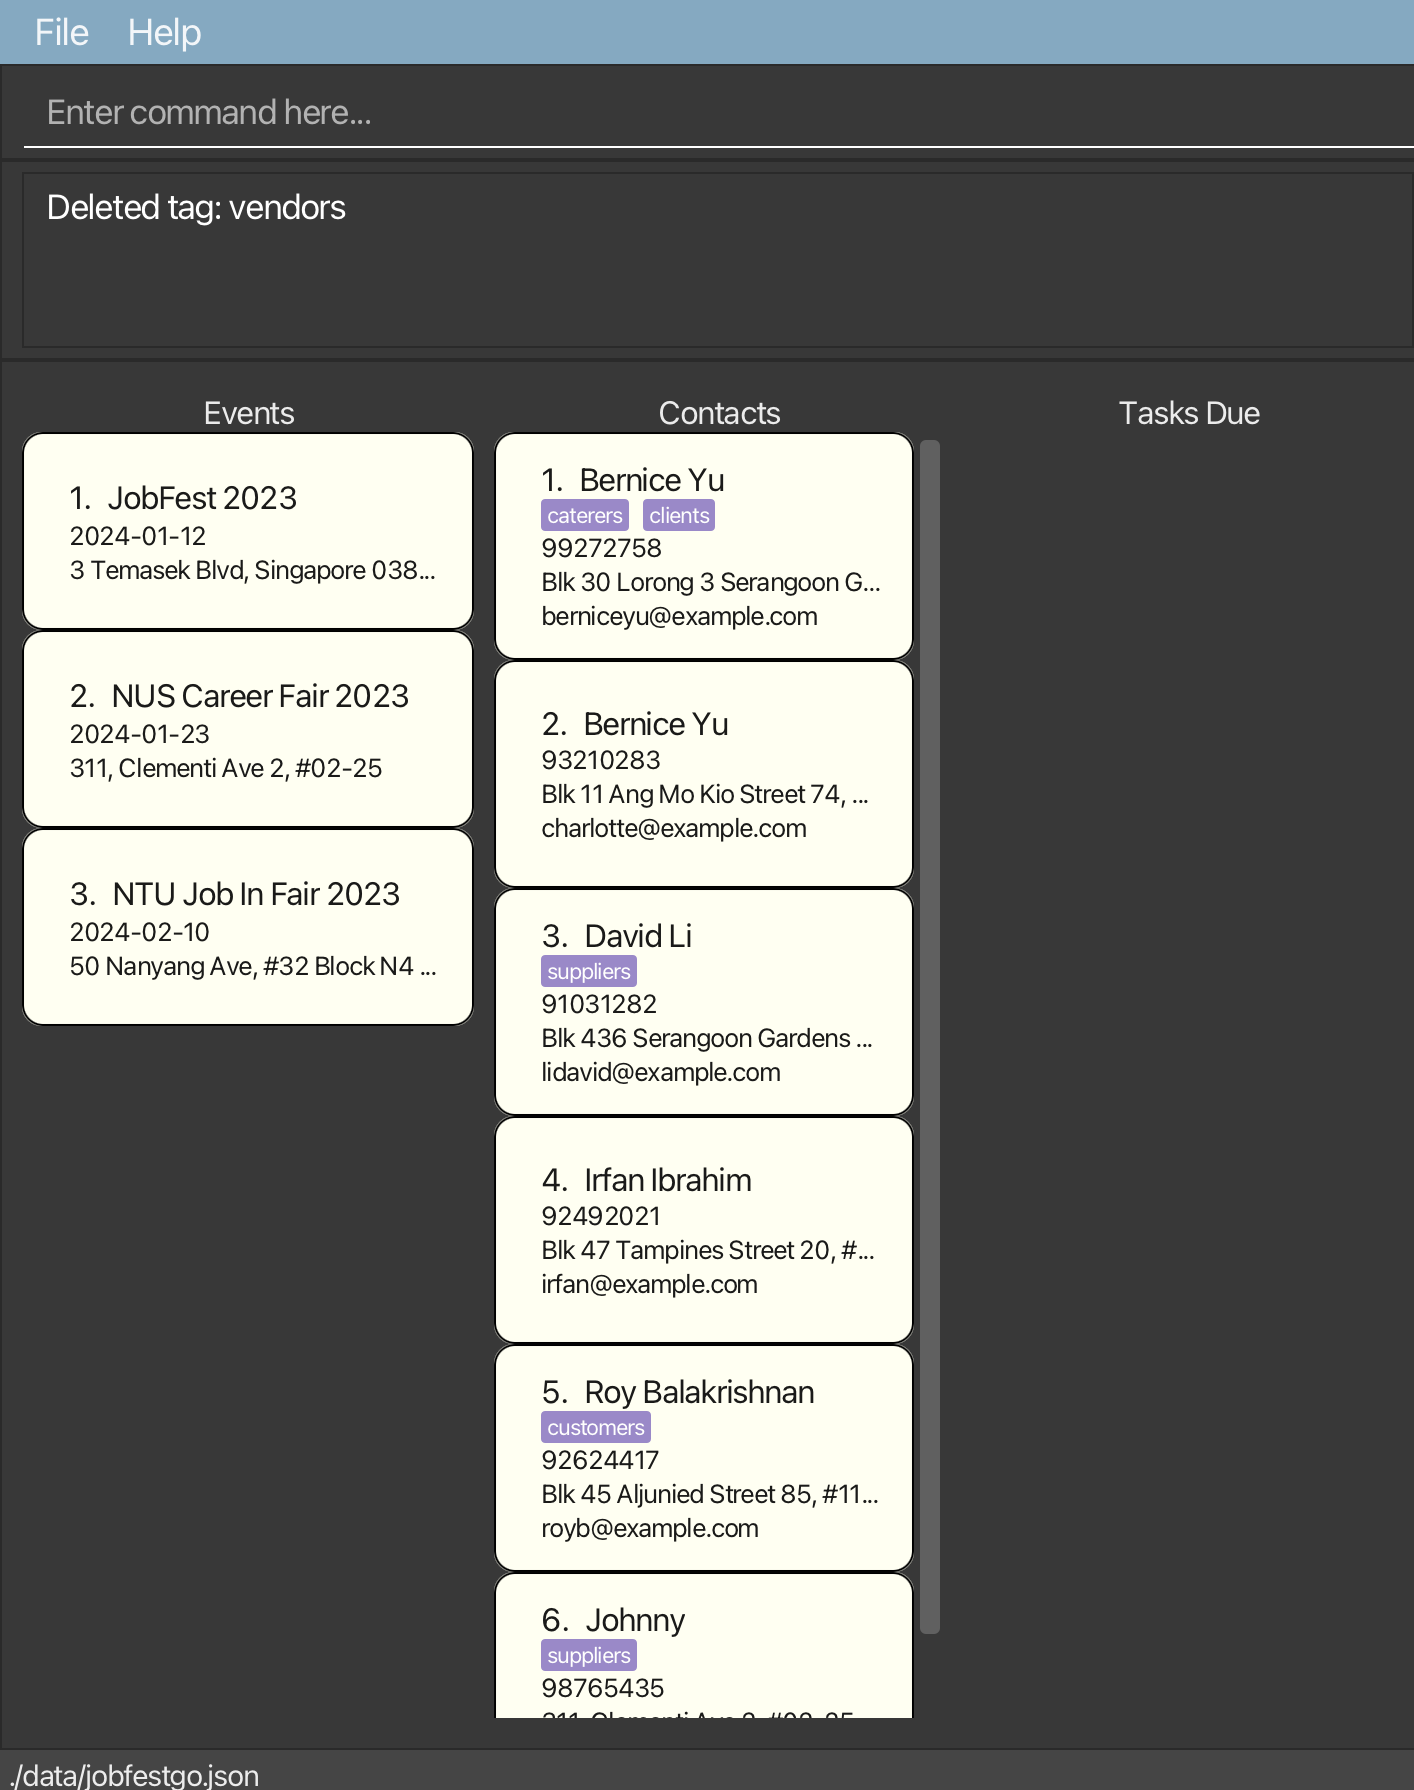 File Help
Enter command here...
Deleted tag: vendors
Events
1. JobFest 2023
2024-01-12
3 Temasek Blvd, Singapore 038...
2. NUS Career Fair 2023
2024-01-23
311, Clementi Ave 2, #02-25
3. NTU Job In Fair 2023
2024-02-10
50 Nanyang Ave, #32 Block N4 ...
Contacts
1. Bernice Yu
caterers clients
99272758
Blk 30 Lorong 3 Serangoon G...
berniceyu@example.com
2. Bernice Yu
93210283
Blk 11 Ang Mo Kio Street 74, ...
charlotte@example.com
3. David Li
suppliers
91031282
Blk 436 Serangoon Gardens ...
lidavid@example.com
4. Irfan Ibrahim
92492021
Blk 47 Tampines Street 20, #...
irfan@example.com
5. Roy Balakrishnan
customers
92624417
Blk 45 Aljunied Street 85, #11...
royb@example.com
6. Johnny
suppliers
98765435
Tasks Due
./data/jobfestgo.json